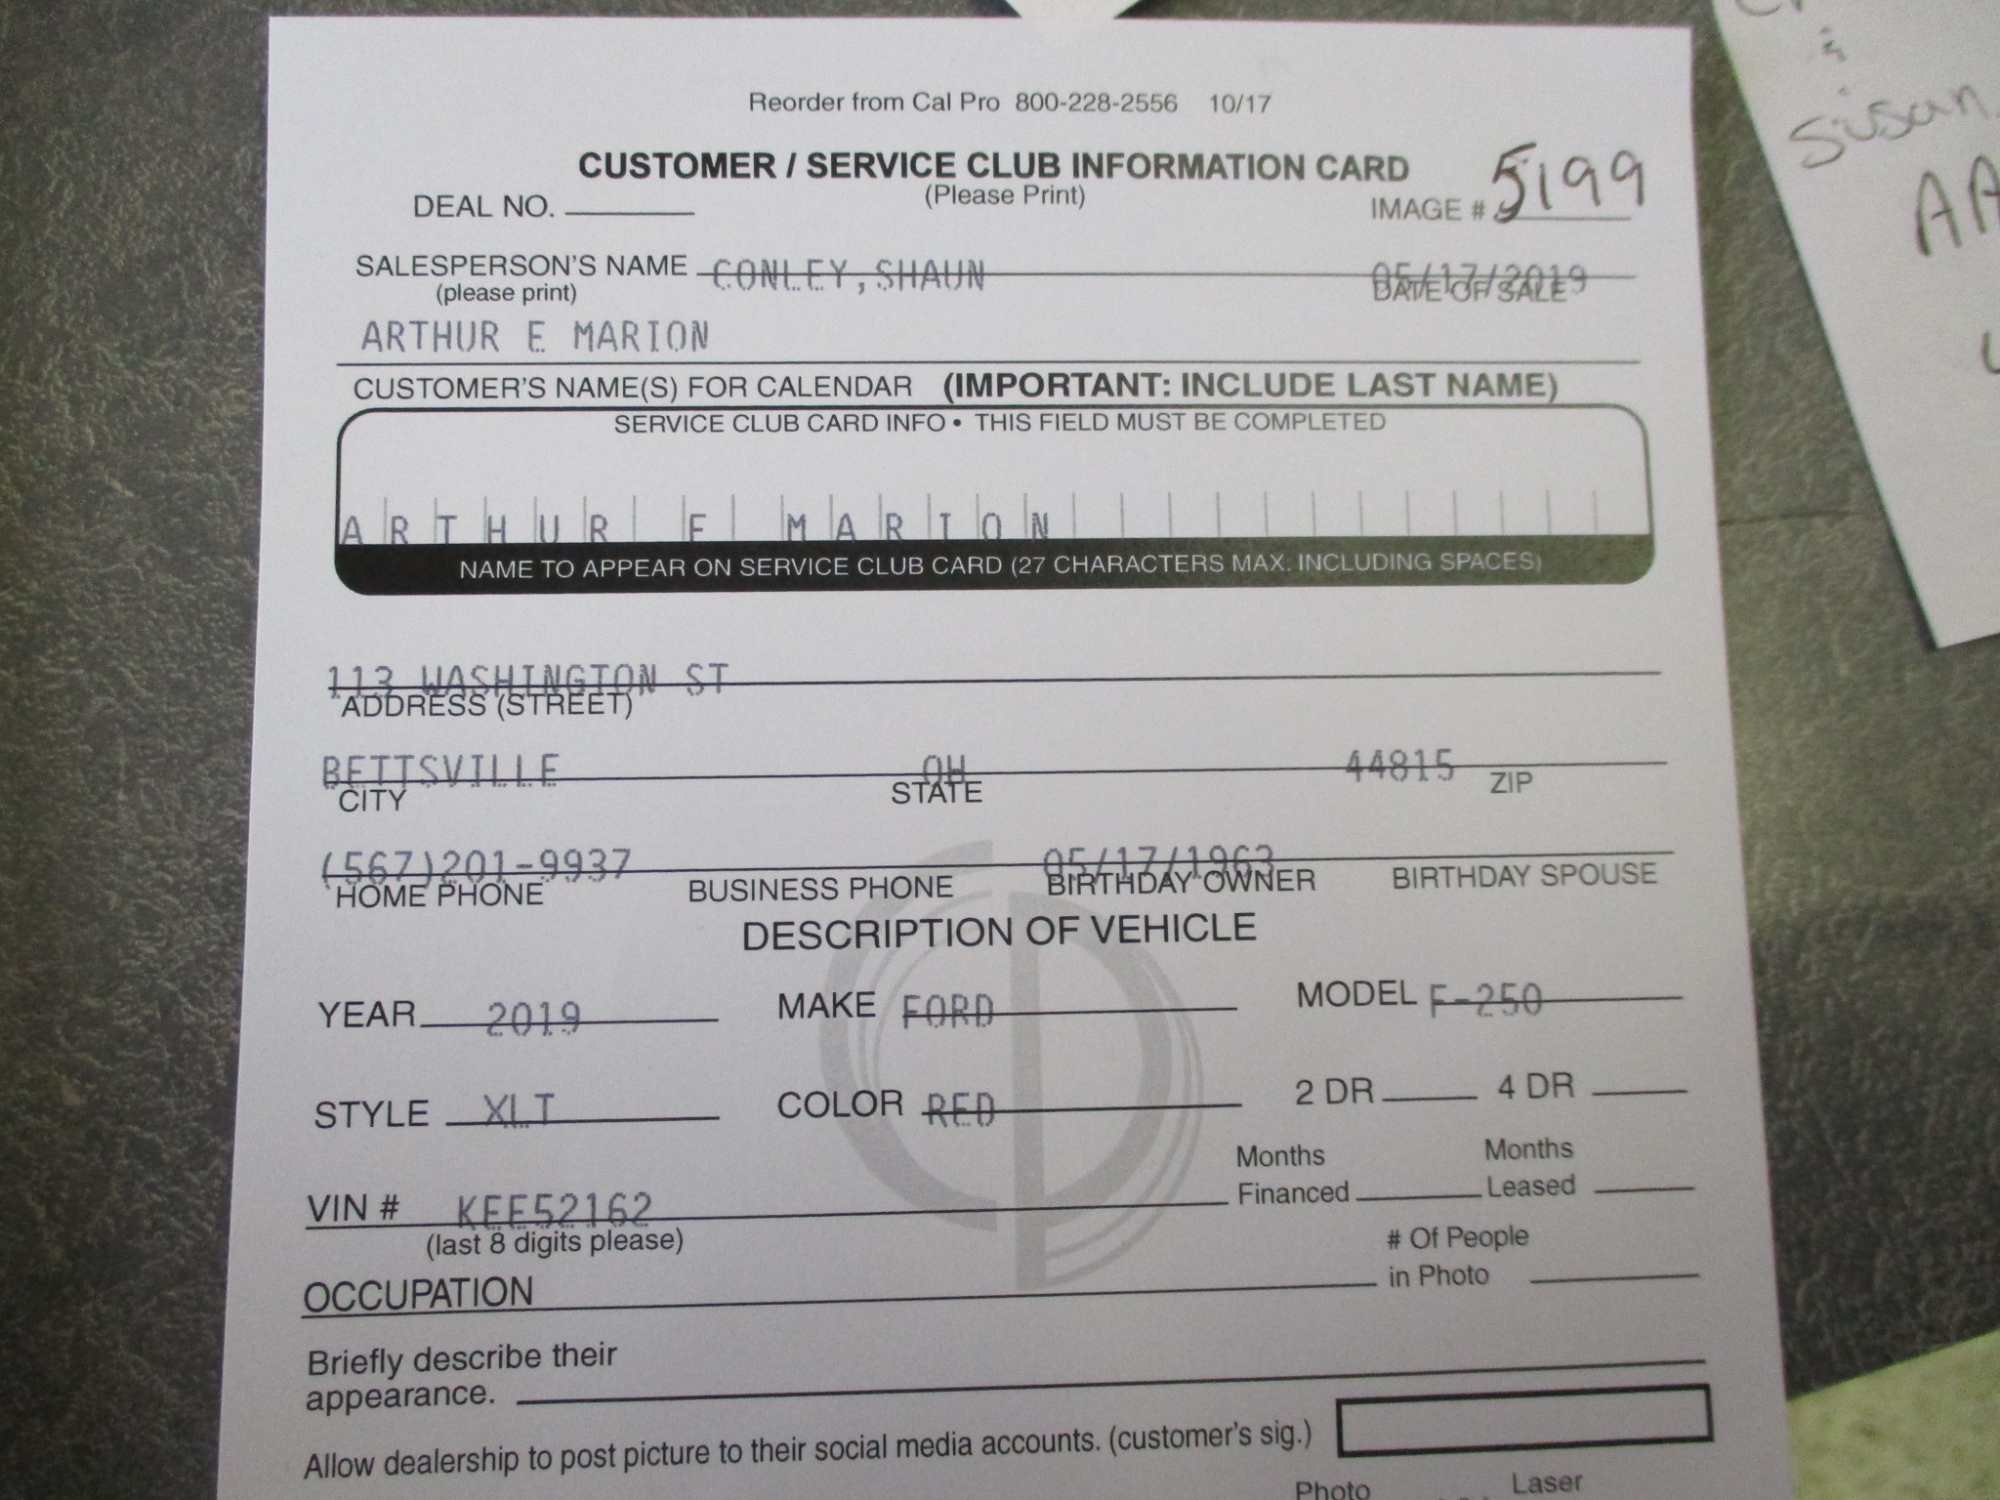 Reorder from Cal Pro 800-228-2556 10/17
CUSTOMER / SERVICE CLUB INFORMATION CARD
(Please Print)
DEAL NO.
IMAGE # 5199
SALESPERSON'S NAME CONLEY,SHAUN 05/17/2019
(please print) DATE OF SALE
ARTHUR E MARION
CUSTOMER'S NAME(S) FOR CALENDAR (IMPORTANT: INCLUDE LAST NAME)
SERVICE CLUB CARD INFO • THIS FIELD MUST BE COMPLETED
ARTHUR E MARION
NAME TO APPEAR ON SERVICE CLUB CARD (27 CHARACTERS MAX. INCLUDING SPACES)
113 WASHINGTON ST
ADDRESS (STREET)
BETTSVILLE OH 44815
CITY STATE ZIP
(567)201-9937 05/17/1963
HOME PHONE BUSINESS PHONE BIRTHDAY OWNER BIRTHDAY SPOUSE
DESCRIPTION OF VEHICLE
YEAR 2019 MAKE FORD MODEL F-250
STYLE XLT COLOR RED 2 DR 4 DR
Months Financed Months Leased
VIN # KEE52162
(last 8 digits please)
# Of People in Photo
OCCUPATION
Briefly describe their
appearance.
Allow dealership to post picture to their social media accounts. (customer's sig.)
Photo Laser
Susan